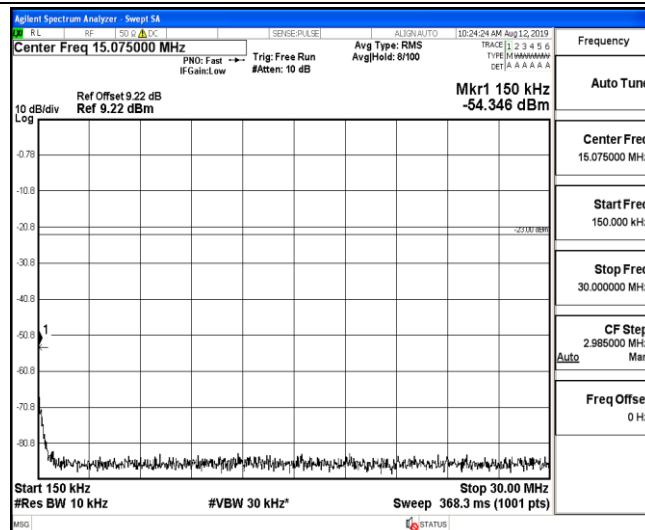 Agilent Spectrum Analyzer - Swept SA
RL RF 50 Ω DC SENSE:PULSE ALIGNAUTO 10:24:24 AM Aug 12, 2019
Center Freq 15.075000 MHz
PNO: Fast
IFGain:Low
Trig: Free Run
#Atten: 10 dB
Avg Type: RMS
Avg|Hold: 8/100
TRACE 1 2 3 4 5 6
TYPE MWWWWW
DET A A A A A A
Mkr1 150 kHz
-54.346 dBm
Ref Offset 9.22 dB
Ref 9.22 dBm
10 dB/div
Log
-0.78
-10.8
-20.8
-23.00 dBm
-30.8
-40.8
-50.8
1
-60.8
-70.8
-80.8
Start 150 kHz
Stop 30.00 MHz
#Res BW 10 kHz
#VBW 30 kHz*
Sweep 368.3 ms (1001 pts)
MSG
STATUS
Frequency
Auto Tune
Center Freq
15.075000 MHz
Start Freq
150.000 kHz
Stop Freq
30.000000 MHz
CF Step
2.985000 MHz
Auto Man
Freq Offset
0 Hz